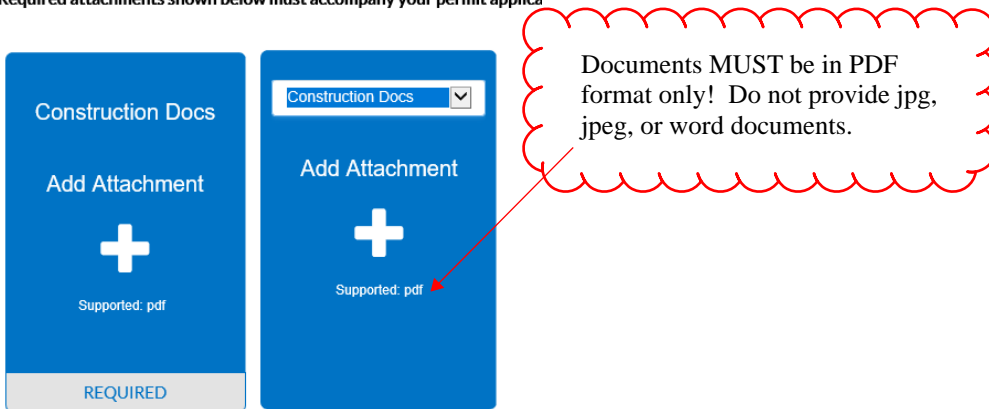 Required attachments shown below must accompany your permit applica
Construction Docs
Add Attachment
Supported: pdf
REQUIRED
Construction Docs
Add Attachment
Supported: pdf
Documents MUST be in PDF
format only! Do not provide jpg,
jpeg, or word documents.